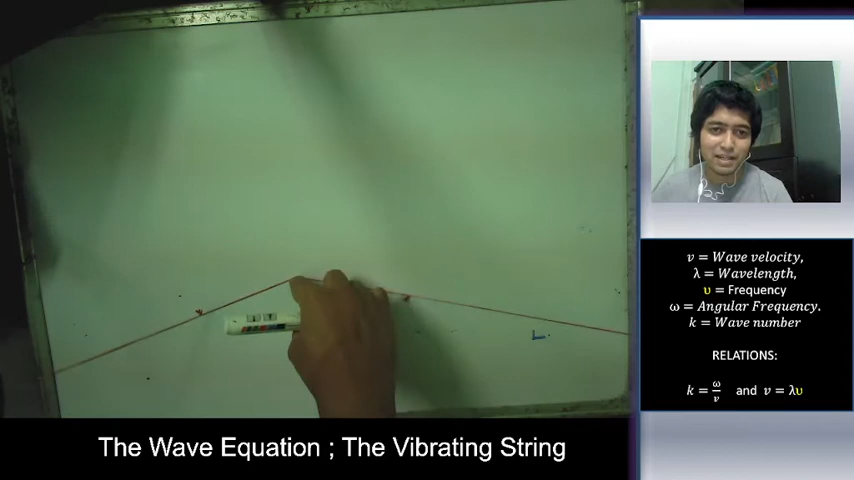 L
v = Wave velocity,
λ = Wavelength,
υ = Frequency
ω = Angular Frequency.
k = Wave number
RELATIONS:
k = ω/v and v = λυ
The Wave Equation ; The Vibrating String